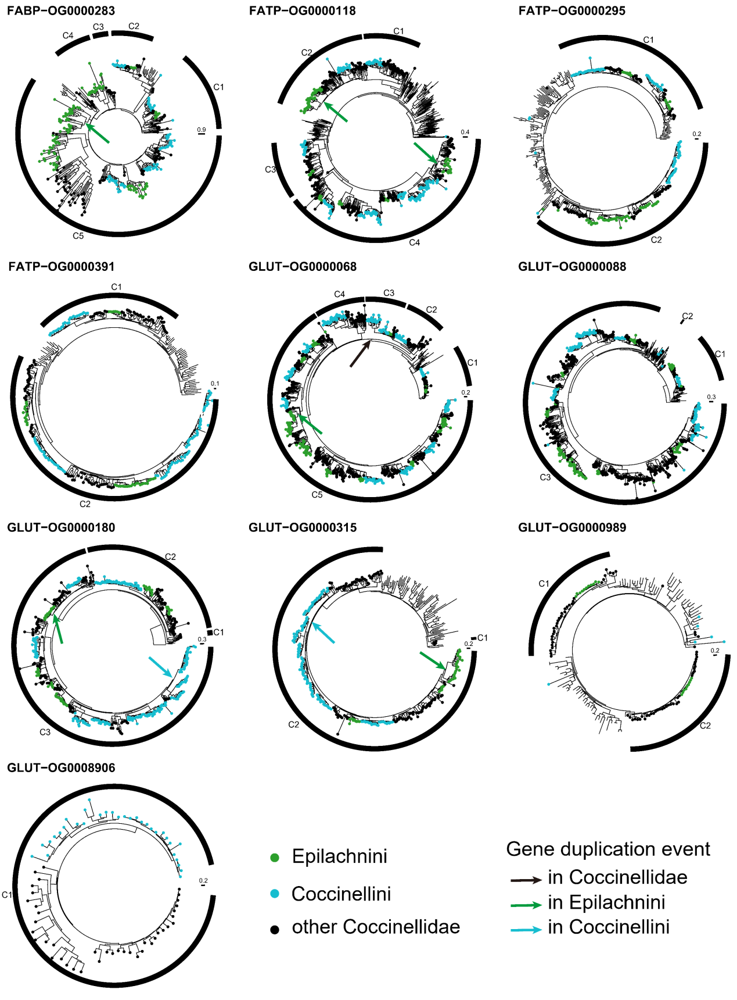 FABP−OG0000283
FATP−OG0000118
FATP−OG0000295
C4
C3
C2
C1
0.9
C5
C1
C2
0.4
C3
C4
C1
0.2
C2
FATP−OG0000391
GLUT−OG0000068
GLUT−OG0000088
C1
0.1
C2
C4
C3
C2
C1
0.2
C5
C2
C1
0.3
C3
GLUT−OG0000180
GLUT−OG0000315
GLUT−OG0000989
C2
C1
0.3
C3
C1
0.2
C2
C1
0.2
C2
GLUT−OG0008906
0.2
C1
Epilachnini
Coccinellini
other Coccinellidae
Gene duplication event
in Coccinellidae
in Epilachnini
in Coccinellini